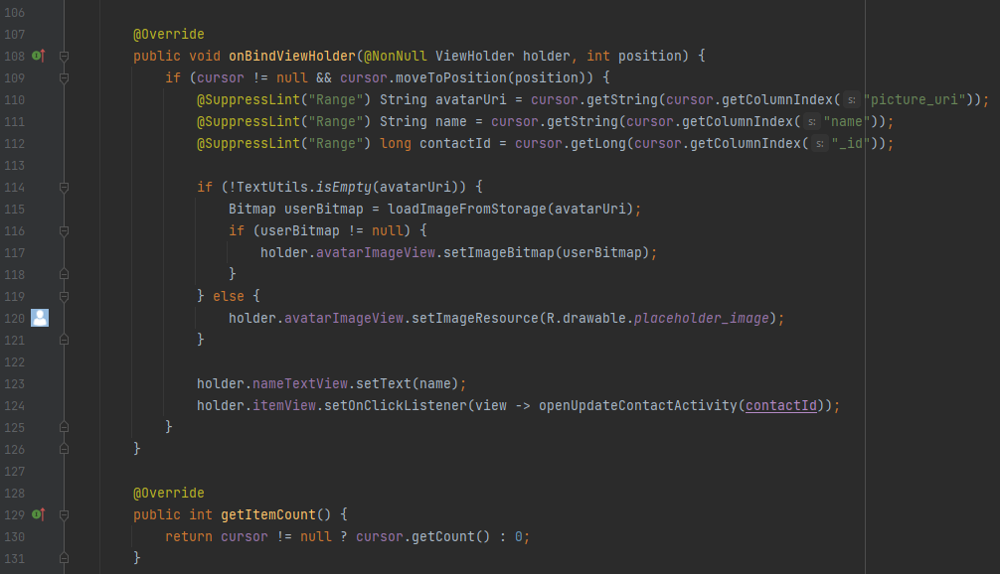 106
107 @Override
108 public void onBindViewHolder(@NonNull ViewHolder holder, int position) {
109 if (cursor != null && cursor.moveToPosition(position)) {
110 @SuppressLint("Range") String avatarUri = cursor.getString(cursor.getColumnIndex( s: "picture_uri"));
111 @SuppressLint("Range") String name = cursor.getString(cursor.getColumnIndex( s: "name"));
112 @SuppressLint("Range") long contactId = cursor.getLong(cursor.getColumnIndex( s: "_id"));
113
114 if (!TextUtils.isEmpty(avatarUri)) {
115 Bitmap userBitmap = loadImageFromStorage(avatarUri);
116 if (userBitmap != null) {
117 holder.avatarImageView.setImageBitmap(userBitmap);
118 }
119 } else {
120 holder.avatarImageView.setImageResource(R.drawable.placeholder_image);
121 }
122
123 holder.nameTextView.setText(name);
124 holder.itemView.setOnClickListener(view -> openUpdateContactActivity(contactId));
125 }
126 }
127
128 @Override
129 public int getItemCount() {
130 return cursor != null ? cursor.getCount() : 0;
131 }